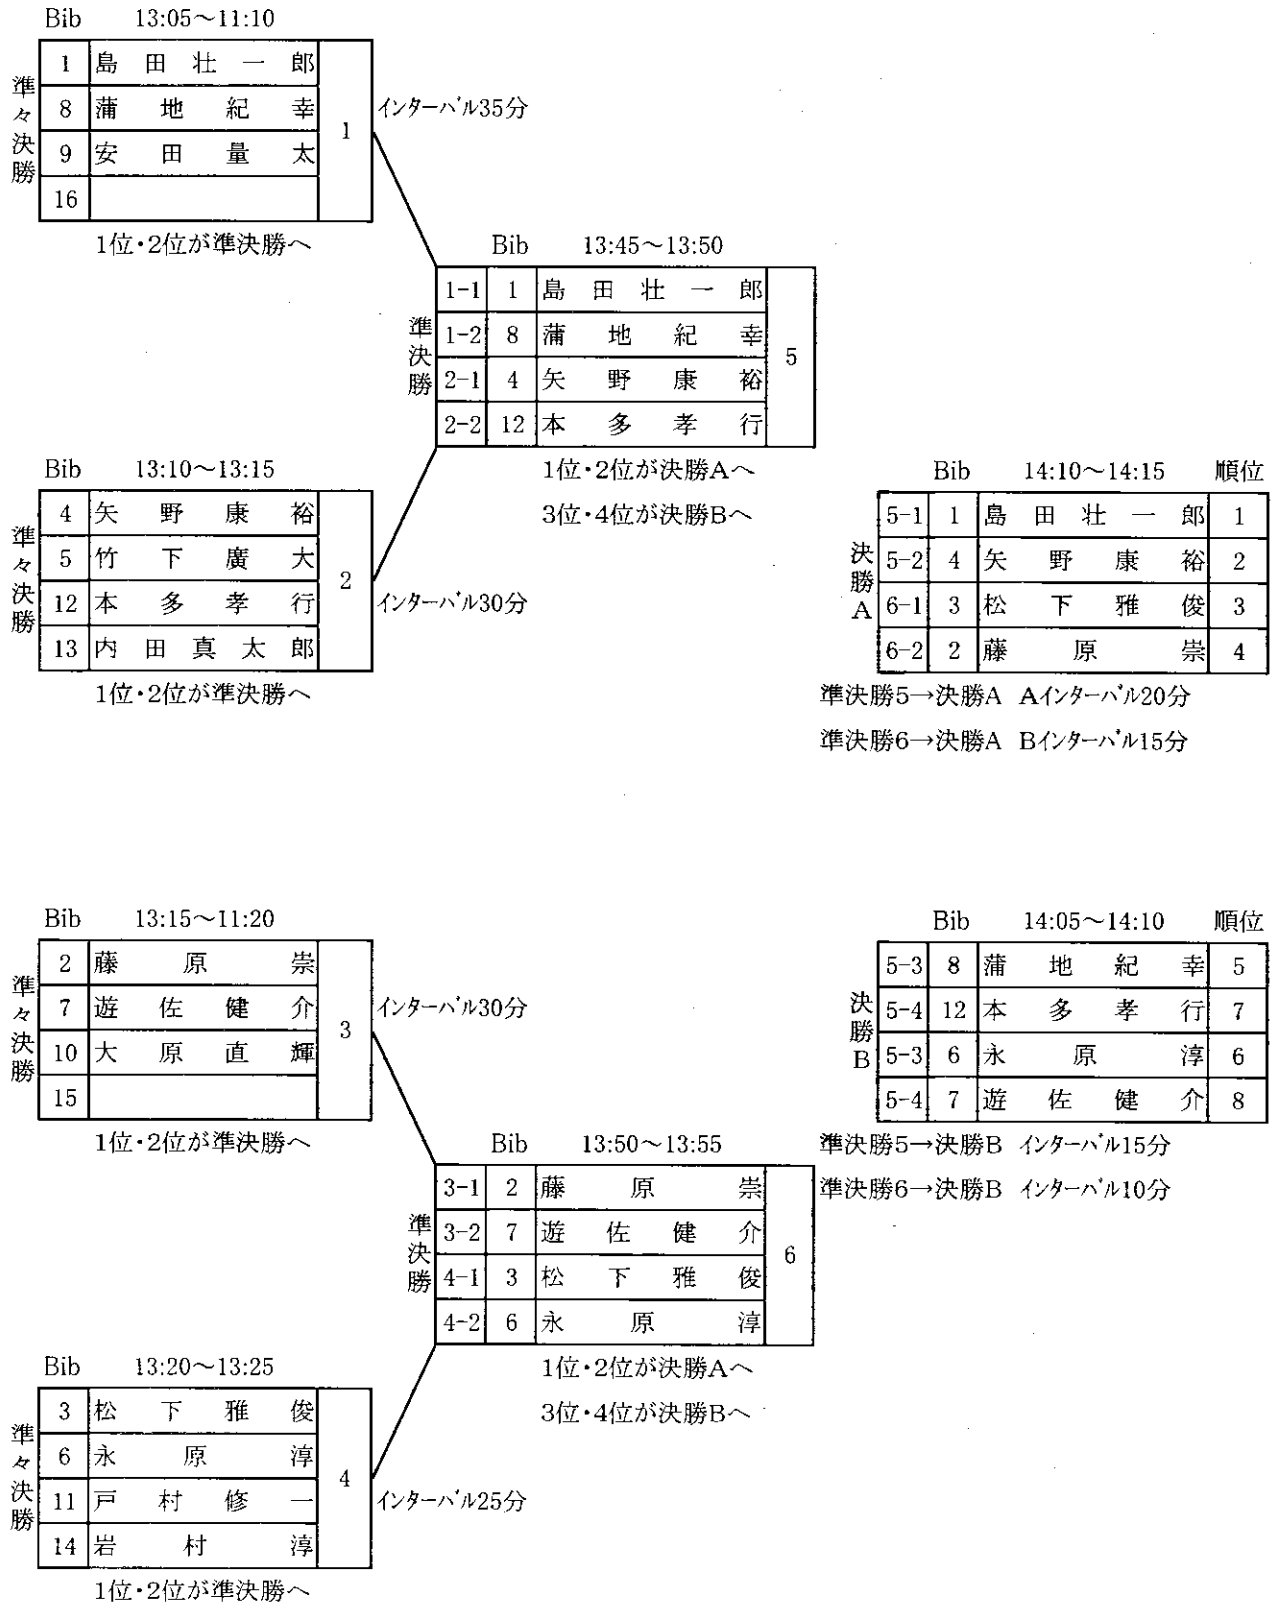 Bib 13:05～11:10
準々決勝
1 島田壮一郎
8 蒲地紀幸
9 安田量太
16
1
インターバル35分
1位・2位が準決勝へ
Bib 13:10～13:15
準々決勝
4 矢野康裕
5 竹下廣大
12 本多孝行
13 内田真太郎
2
インターバル30分
1位・2位が準決勝へ
Bib 13:45～13:50
準決勝
1-1 1 島田壮一郎
1-2 8 蒲地紀幸
2-1 4 矢野康裕
2-2 12 本多孝行
5
1位・2位が決勝Aへ
3位・4位が決勝Bへ
Bib 14:10～14:15 順位
決勝A
5-1 1 島田壮一郎 1
5-2 4 矢野康裕 2
6-1 3 松下雅俊 3
6-2 2 藤原崇 4
準決勝5→決勝A Aインターバル20分
準決勝6→決勝A Bインターバル15分
Bib 13:15～11:20
準々決勝
2 藤原崇
7 遊佐健介
10 大原直輝
15
3
インターバル30分
1位・2位が準決勝へ
Bib 13:20～13:25
準々決勝
3 松下雅俊
6 永原淳
11 戸村修一
14 岩村淳
4
インターバル25分
1位・2位が準決勝へ
Bib 13:50～13:55
準決勝
3-1 2 藤原崇
3-2 7 遊佐健介
4-1 3 松下雅俊
4-2 6 永原淳
6
1位・2位が決勝Aへ
3位・4位が決勝Bへ
Bib 14:05～14:10 順位
決勝B
5-3 8 蒲地紀幸 5
5-4 12 本多孝行 7
5-3 6 永原淳 6
5-4 7 遊佐健介 8
準決勝5→決勝B インターバル15分
準決勝6→決勝B インターバル10分